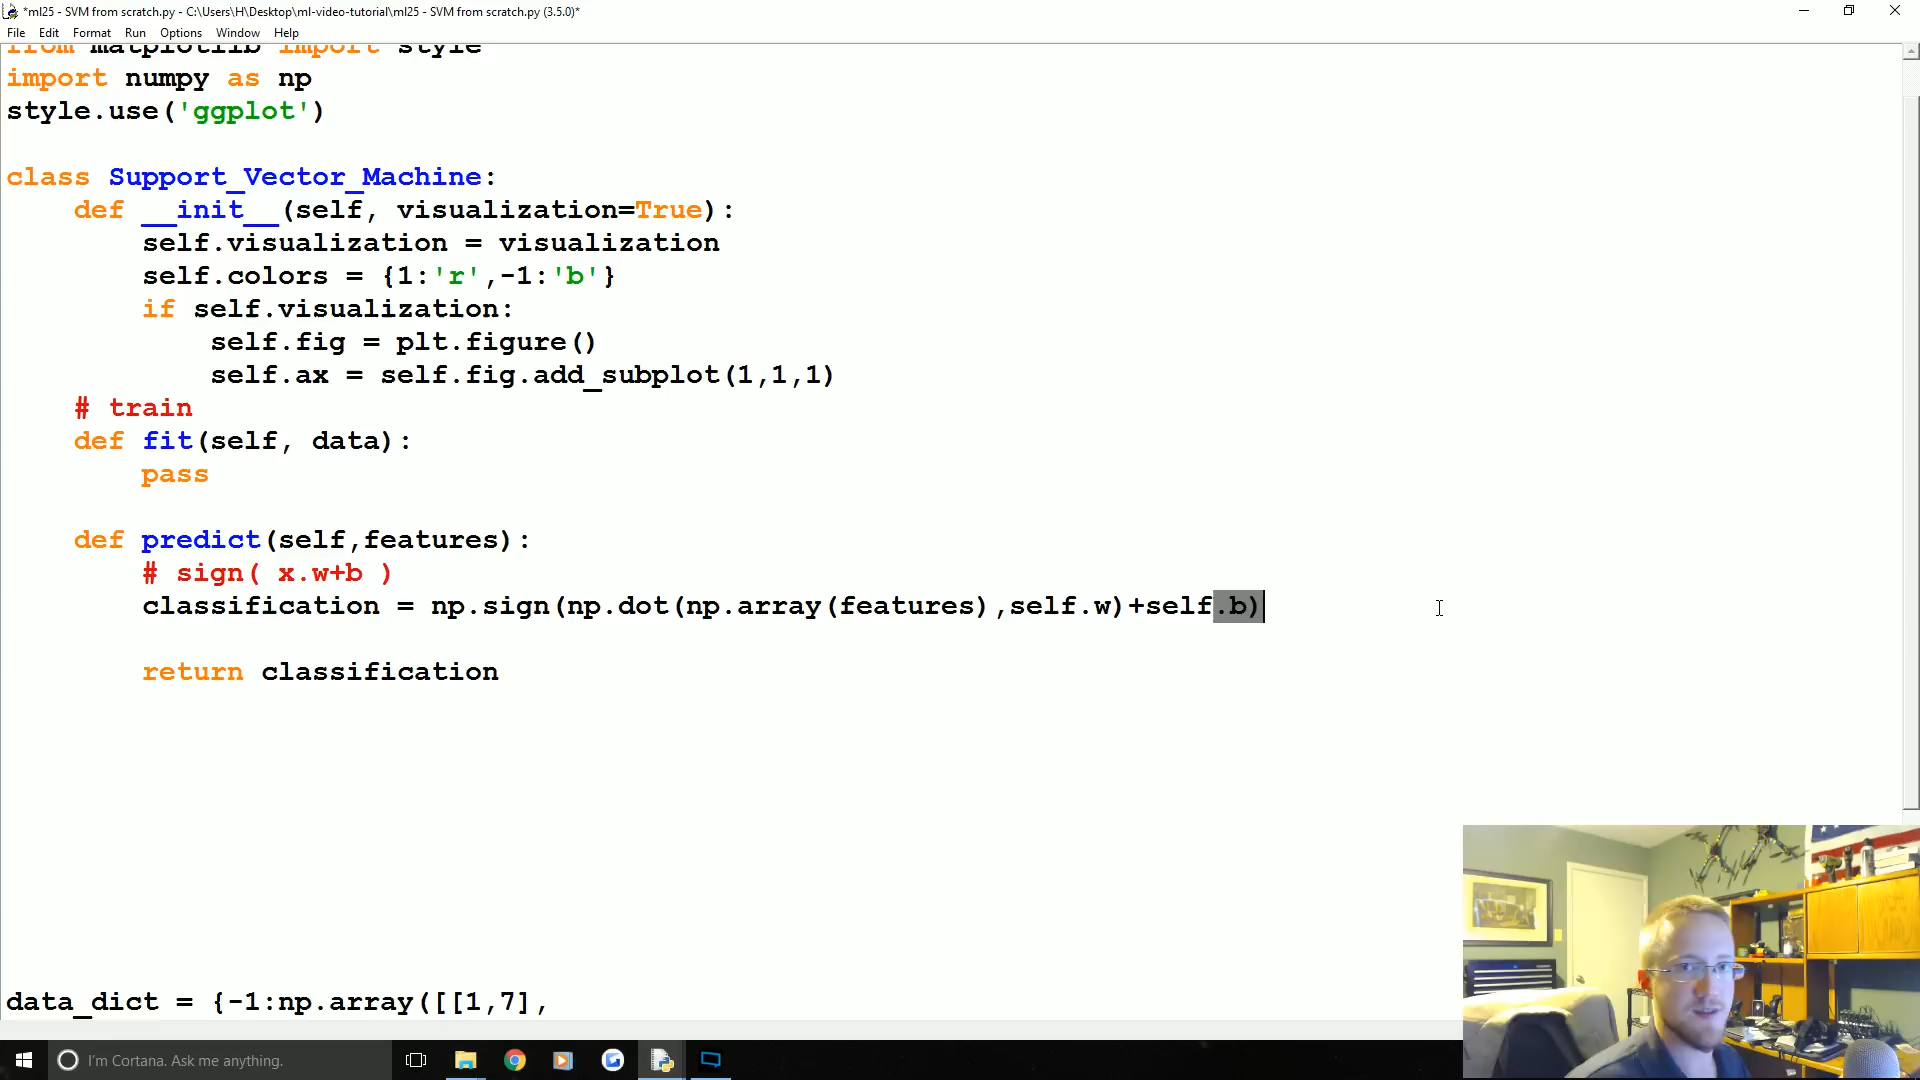 *ml25 - SVM from scratch.py - C:\Users\H\Desktop\ml-video-tutorial\ml25 - SVM from scratch.py (3.5.0)*
File Edit Format Run Options Window Help
from matplotlib import style
import numpy as np
style.use('ggplot')
class Support_Vector_Machine:
def __init__(self, visualization=True):
self.visualization = visualization
self.colors = {1:'r',-1:'b'}
if self.visualization:
self.fig = plt.figure()
self.ax = self.fig.add_subplot(1,1,1)
# train
def fit(self, data):
pass
def predict(self,features):
# sign( x.w+b )
classification = np.sign(np.dot(np.array(features),self.w)+self.b)
return classification
data_dict = {-1:np.array([[1,7],
I'm Cortana. Ask me anything.